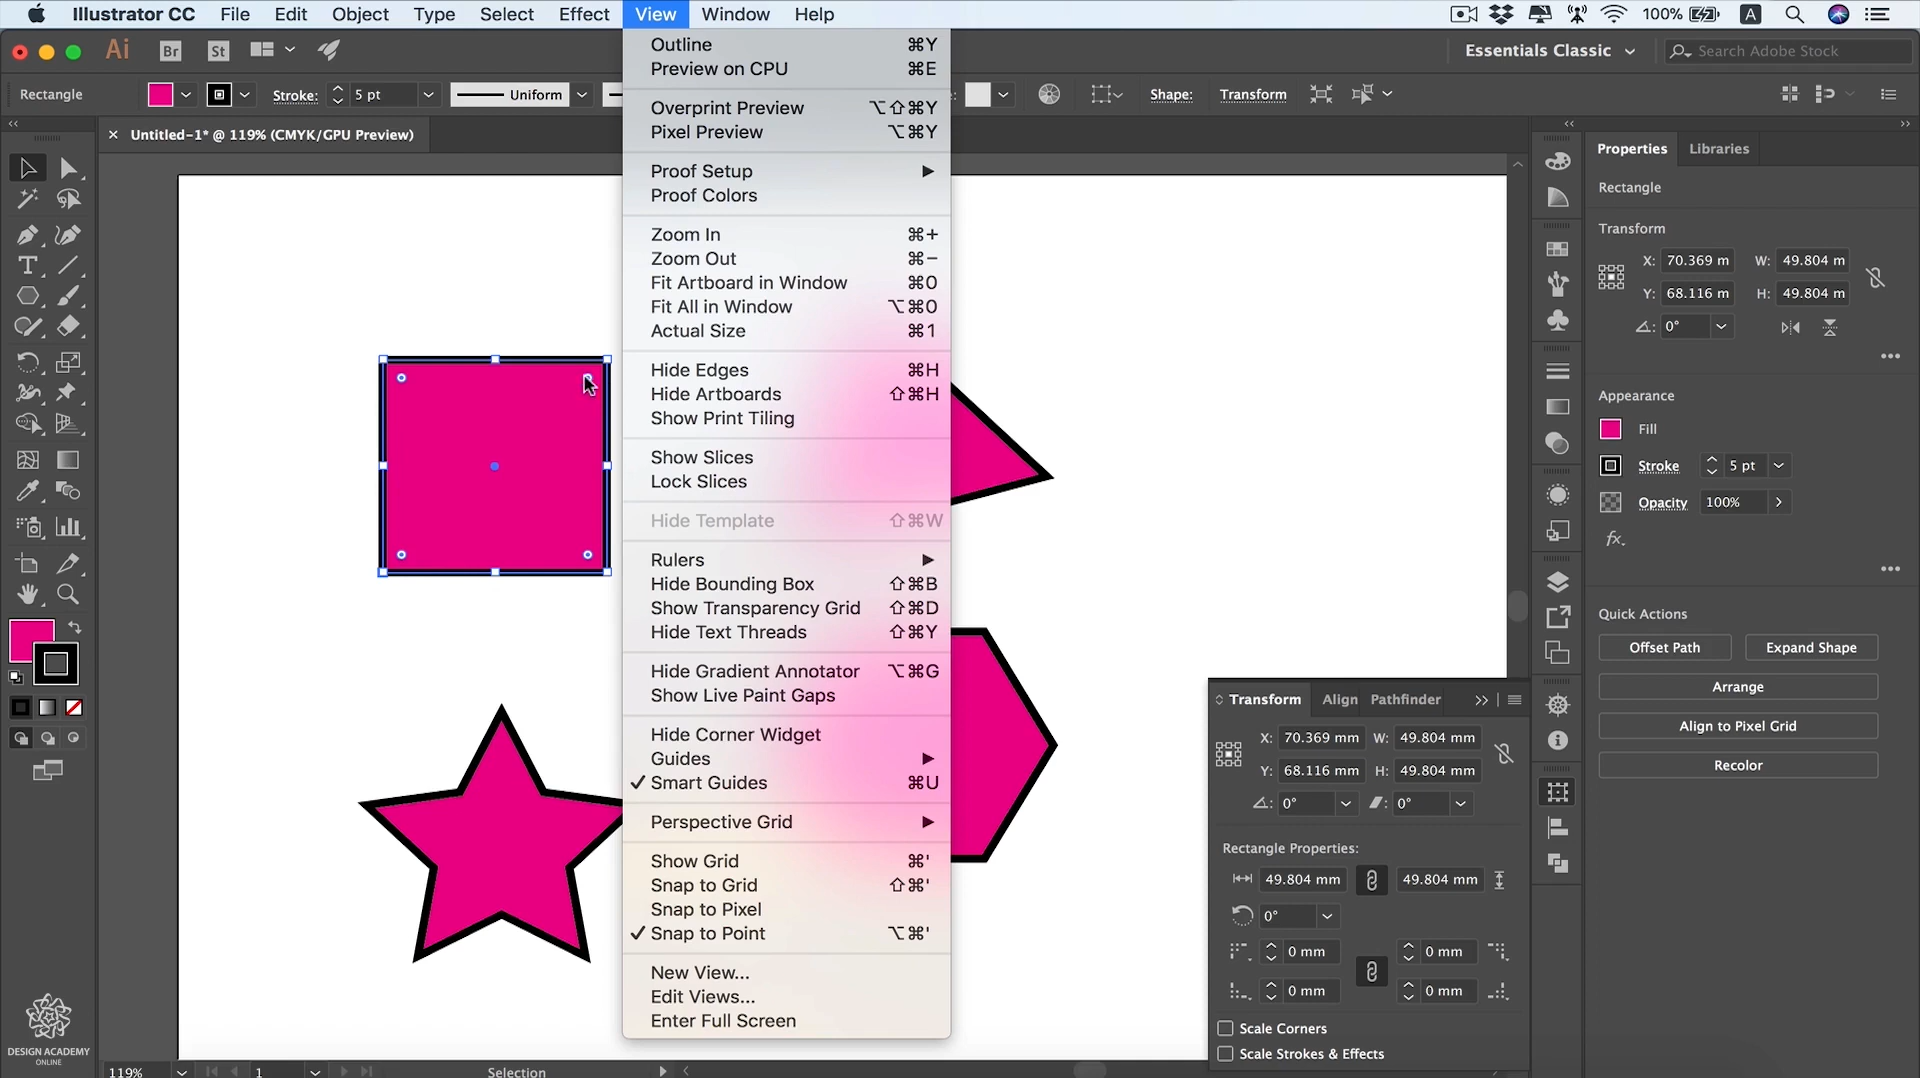 Illustrator CC File Edit Object Type Select Effect View Window Help 100% A
Ai Br St Essentials Classic Search Adobe Stock
Rectangle Stroke: 5 pt Uniform Shape: Transform
Untitled-1* @ 119% (CMYK/GPU Preview)
Outline ⌘Y
Preview on CPU ⌘E
Overprint Preview ⌥⇧⌘Y
Pixel Preview ⌥⌘Y
Proof Setup
Proof Colors
Zoom In ⌘+
Zoom Out ⌘−
Fit Artboard in Window ⌘0
Fit All in Window ⌥⌘0
Actual Size ⌘1
Hide Edges ⌘H
Hide Artboards ⇧⌘H
Show Print Tiling
Show Slices
Lock Slices
Hide Template ⇧⌘W
Rulers
Hide Bounding Box ⇧⌘B
Show Transparency Grid ⇧⌘D
Hide Text Threads ⇧⌘Y
Hide Gradient Annotator ⌥⌘G
Show Live Paint Gaps
Hide Corner Widget
Guides
Smart Guides ⌘U
Perspective Grid
Show Grid ⌘'
Snap to Grid ⇧⌘'
Snap to Pixel
Snap to Point ⌥⌘'
New View...
Edit Views...
Enter Full Screen
Properties Libraries
Rectangle
Transform
X: 70.369 m W: 49.804 m
Y: 68.116 m H: 49.804 m
0°
Appearance
Fill
Stroke 5 pt
Opacity 100%
fx.
Quick Actions
Offset Path Expand Shape
Arrange
Align to Pixel Grid
Recolor
Transform Align Pathfinder
X: 70.369 mm W: 49.804 mm
Y: 68.116 mm H: 49.804 mm
0° 0°
Rectangle Properties:
49.804 mm 49.804 mm
0°
0 mm 0 mm
0 mm 0 mm
Scale Corners
Scale Strokes & Effects
DESIGN ACADEMY
ONLINE
119% 1 Selection